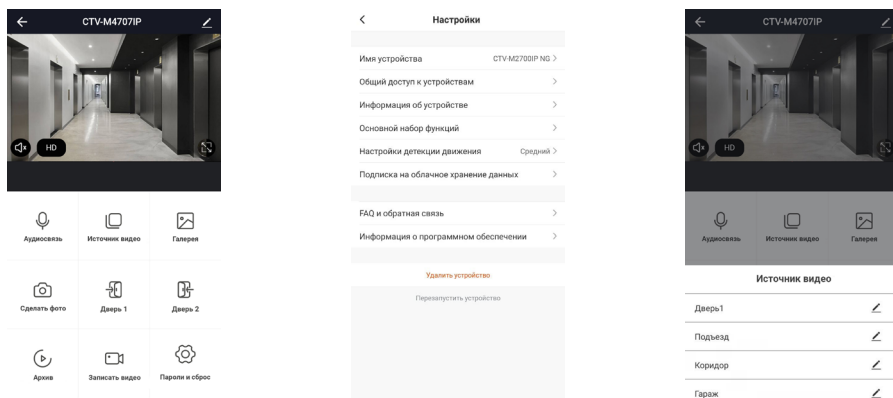 CTV-M4707IP
HD
Аудиосвязь
Источник видео
Галерея
Сделать фото
Дверь 1
Дверь 2
Архив
Записать видео
Пароли и сброс
Настройки
Имя устройства CTV-M2700IP NG
Общий доступ к устройствам
Информация об устройстве
Основной набор функций
Настройки детекции движения Средний
Подписка на облачное хранение данных
FAQ и обратная связь
Информация о программном обеспечении
Удалить устройство
Перезапустить устройство
CTV-M4707IP
HD
Аудиосвязь
Источник видео
Галерея
Источник видео
Дверь1
Подъезд
Коридор
Гараж